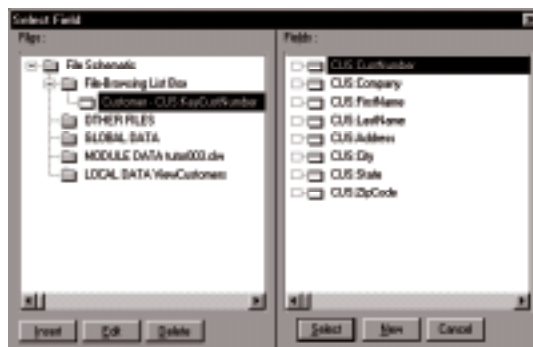 Select Field
Files:
File Schematic
File-Browsing List Box
Customer - CUS:KeyCustNumber
OTHER FILES
GLOBAL DATA
MODULE DATA tutor003.clw
LOCAL DATA ViewCustomers
Insert Edit Delete
Fields:
CUS:CustNumber
CUS:Company
CUS:FirstName
CUS:LastName
CUS:Address
CUS:City
CUS:State
CUS:ZipCode
Select New Cancel